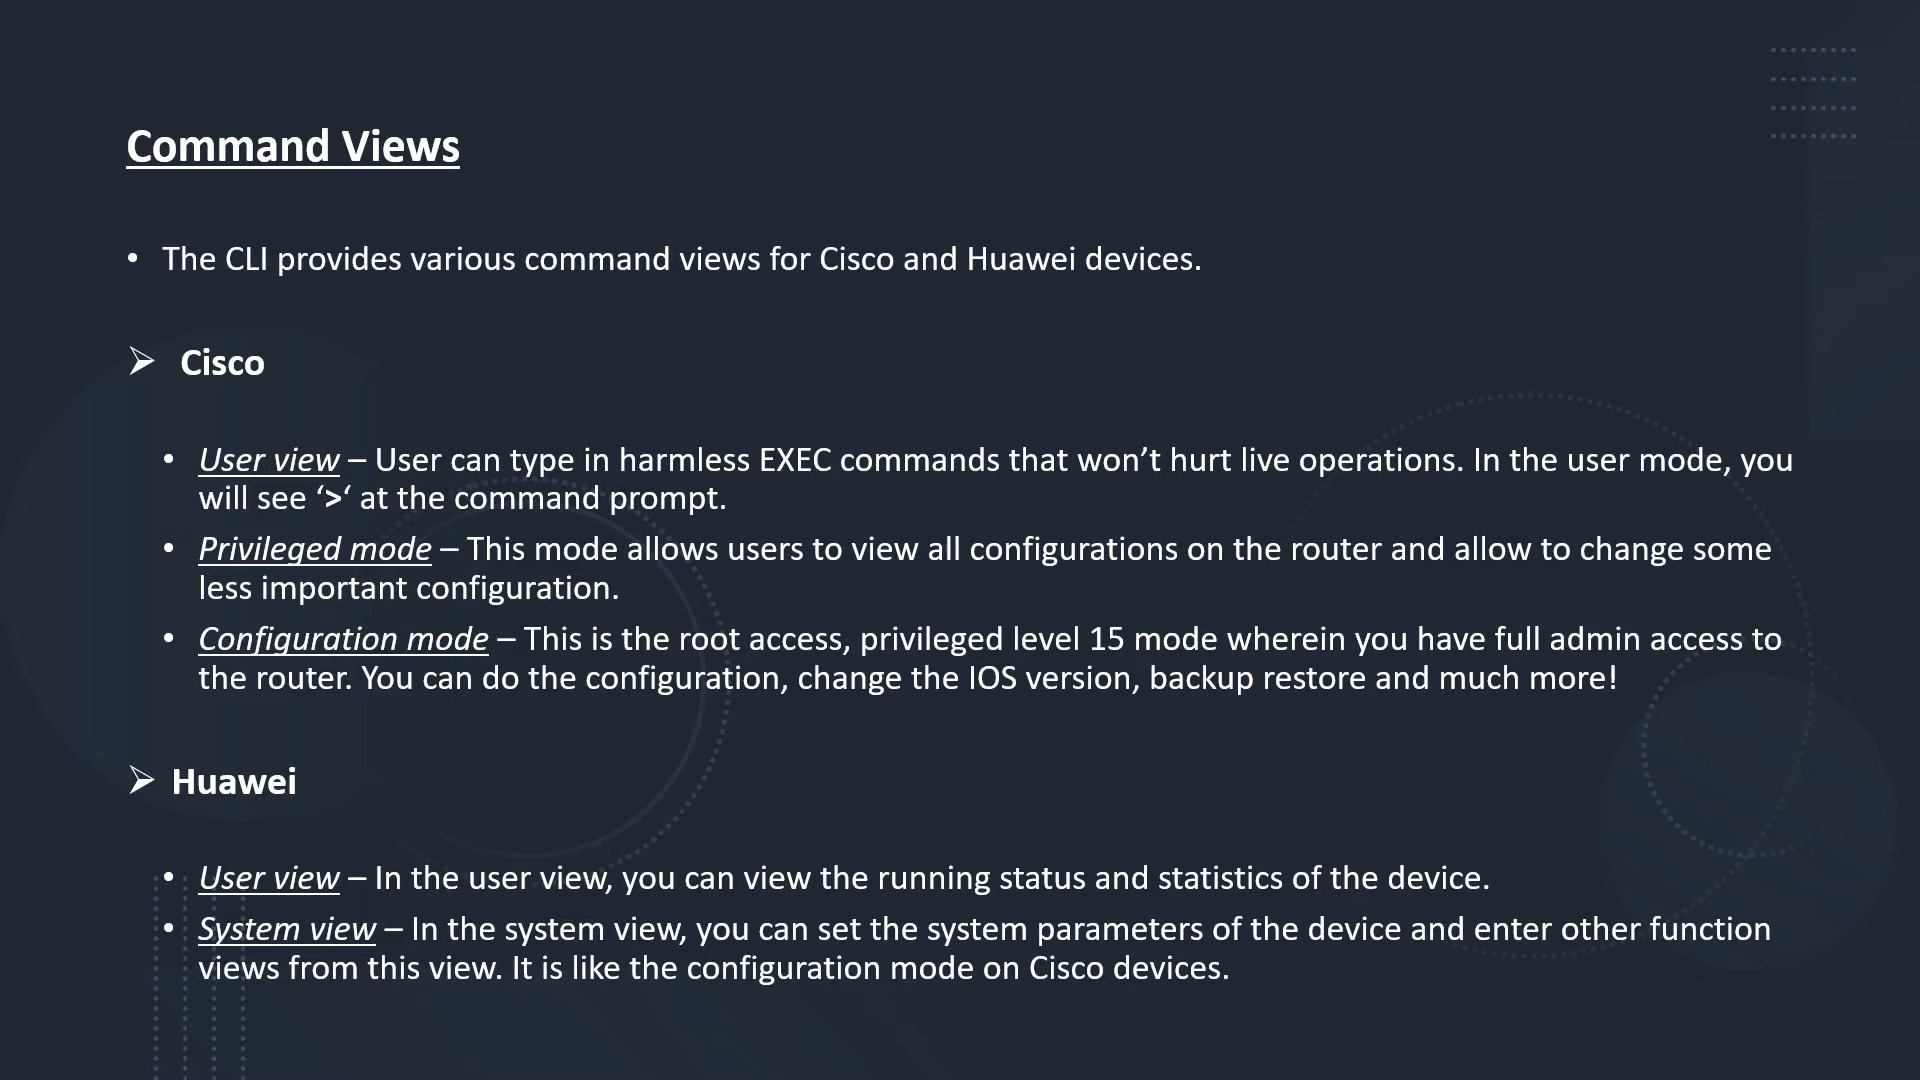 Command Views
• The CLI provides various command views for Cisco and Huawei devices.
➢ Cisco
• User view – User can type in harmless EXEC commands that won’t hurt live operations. In the user mode, you
will see ‘>‘ at the command prompt.
• Privileged mode – This mode allows users to view all configurations on the router and allow to change some
less important configuration.
• Configuration mode – This is the root access, privileged level 15 mode wherein you have full admin access to
the router. You can do the configuration, change the IOS version, backup restore and much more!
➢ Huawei
• User view – In the user view, you can view the running status and statistics of the device.
• System view – In the system view, you can set the system parameters of the device and enter other function
views from this view. It is like the configuration mode on Cisco devices.